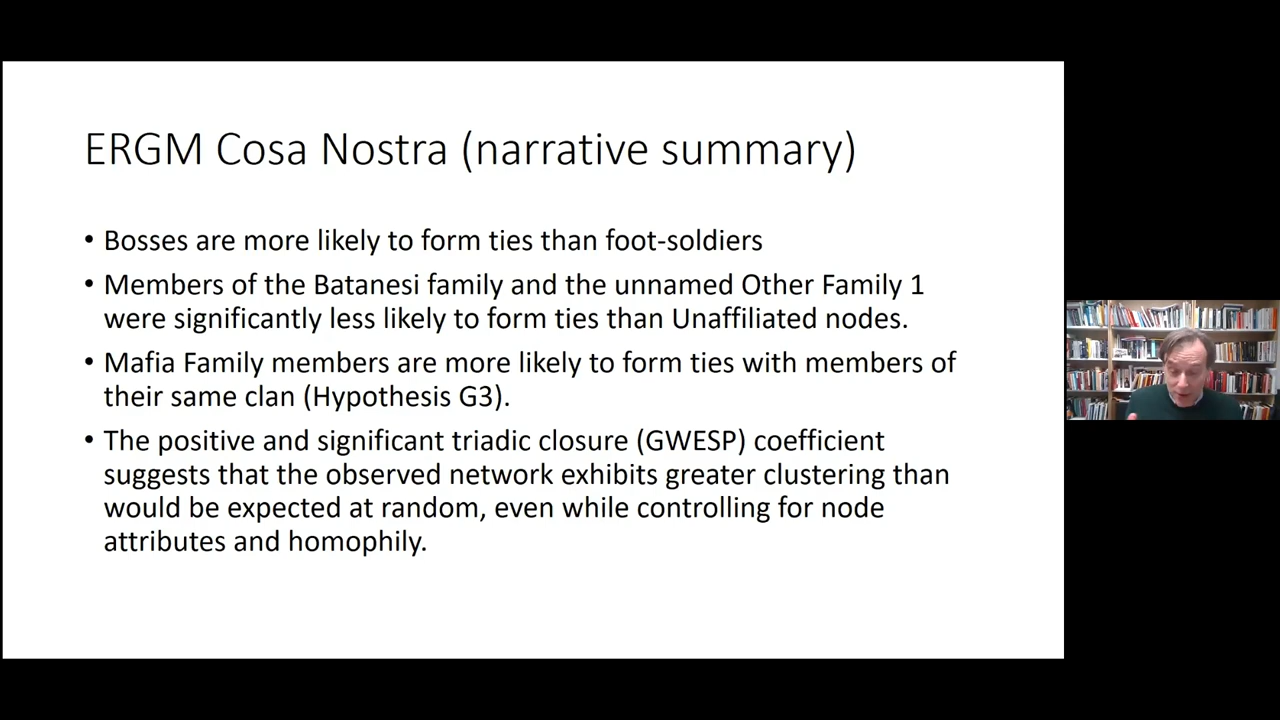 ERGM Cosa Nostra (narrative summary)
• Bosses are more likely to form ties than foot-soldiers
• Members of the Batanesi family and the unnamed Other Family 1
were significantly less likely to form ties than Unaffiliated nodes.
• Mafia Family members are more likely to form ties with members of
their same clan (Hypothesis G3).
• The positive and significant triadic closure (GWESP) coefficient
suggests that the observed network exhibits greater clustering than
would be expected at random, even while controlling for node
attributes and homophily.